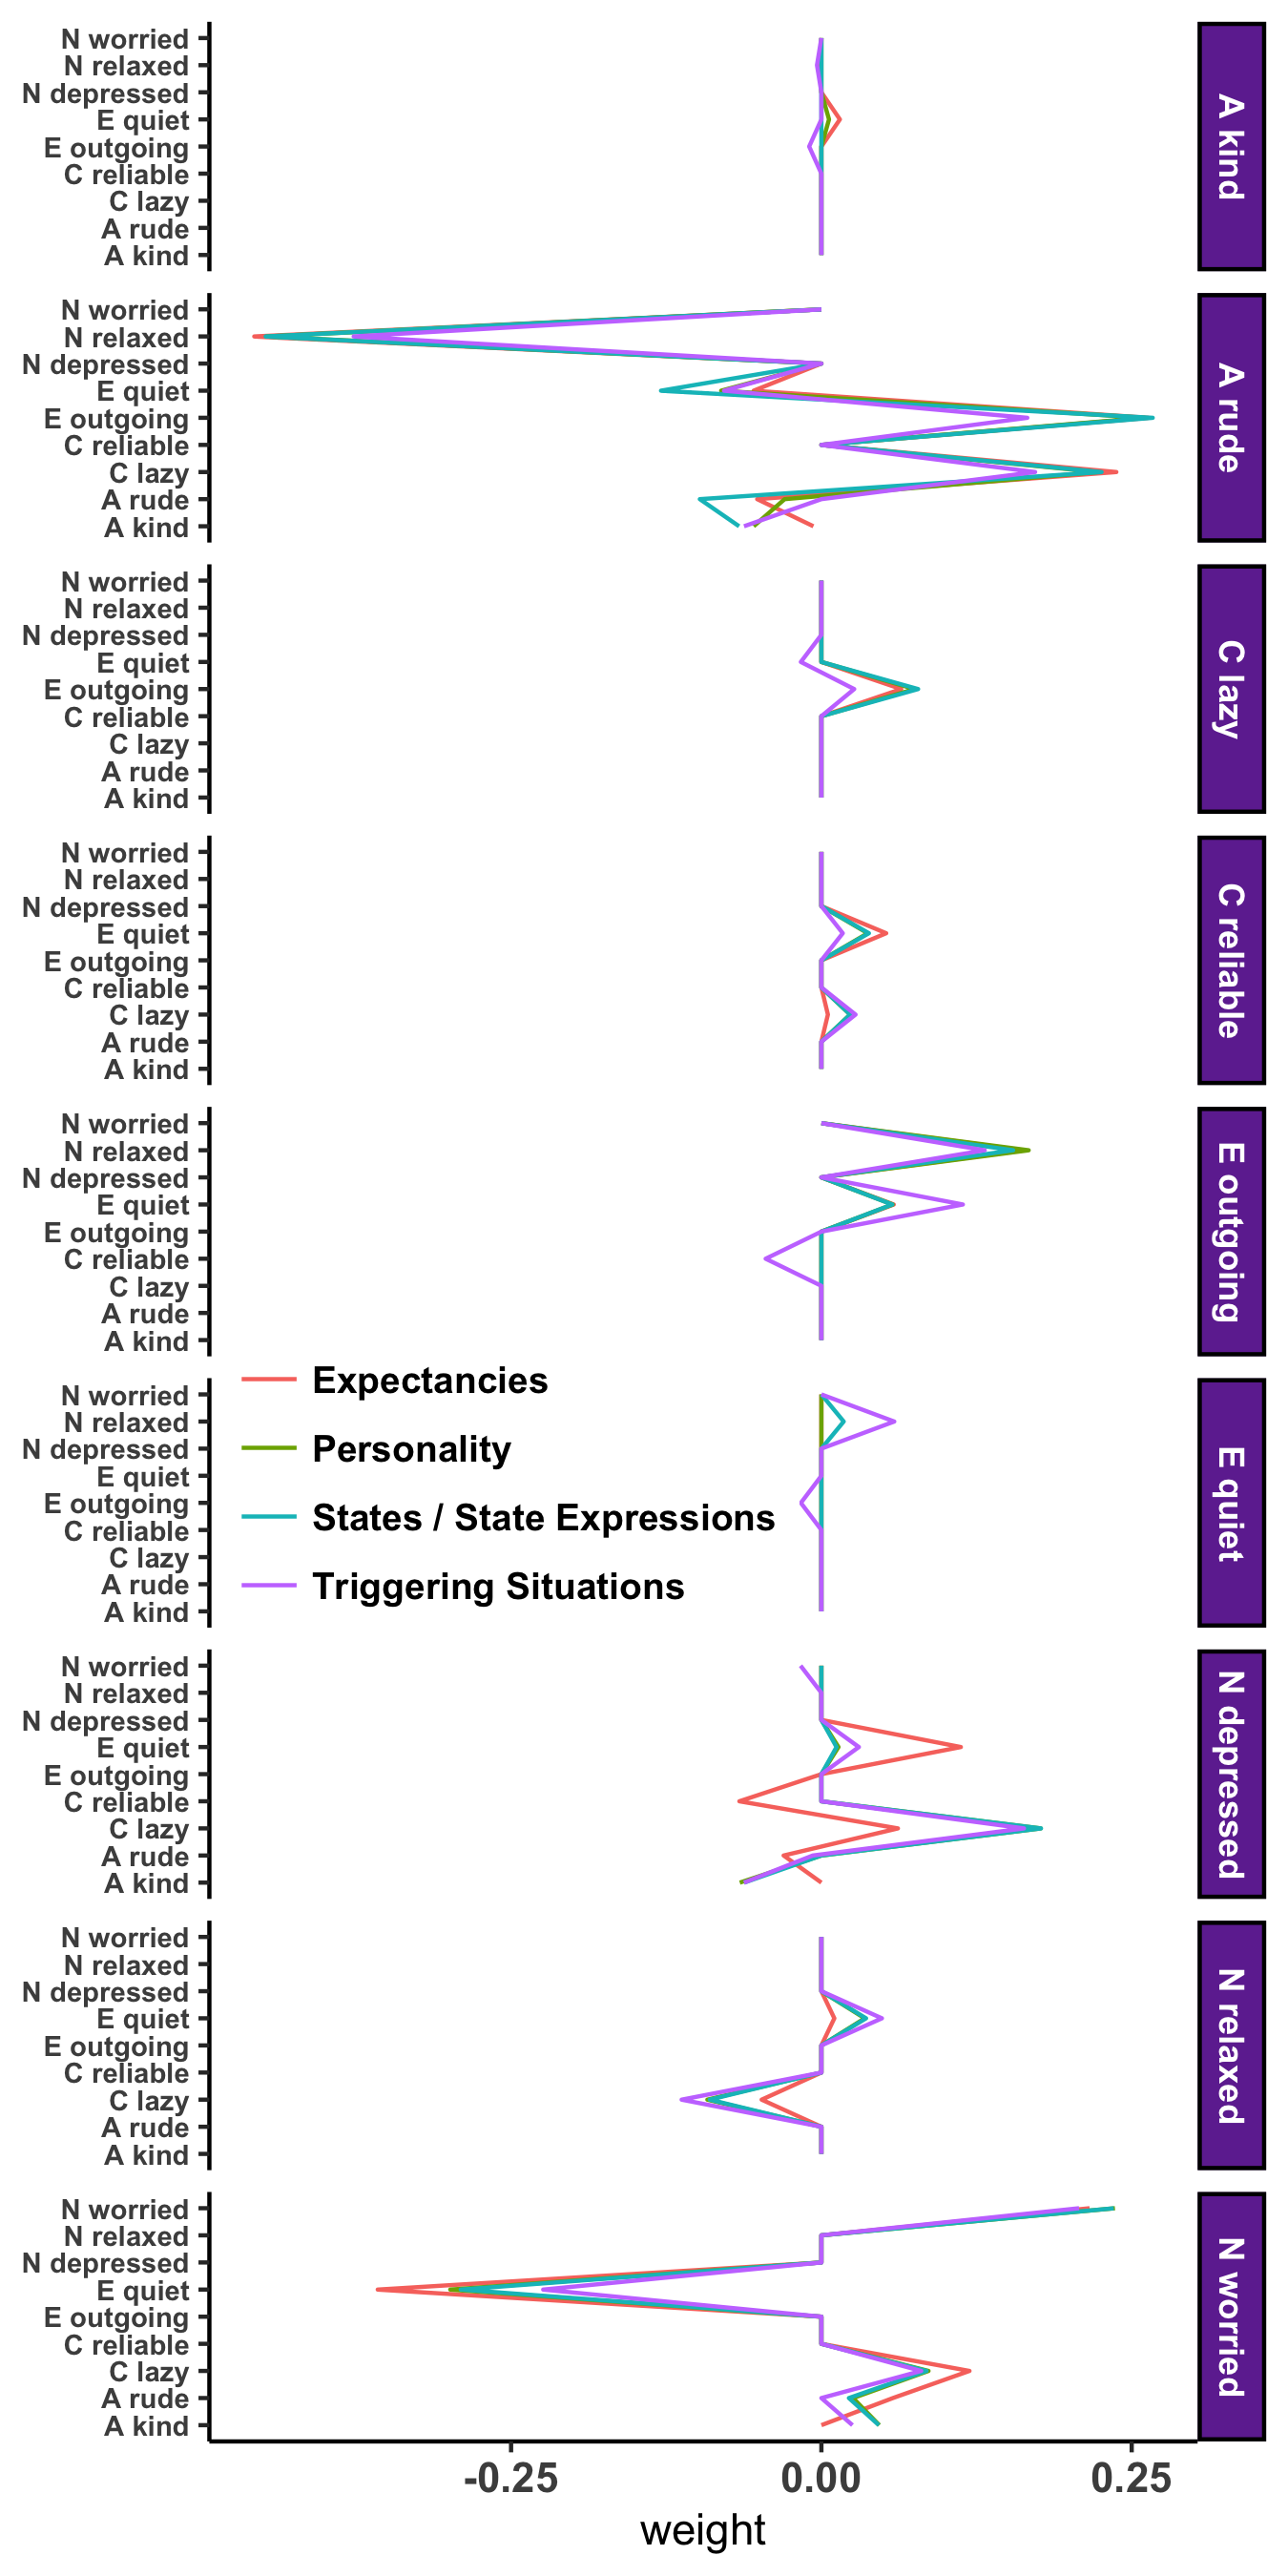 N worried
N relaxed
N depressed
E quiet
E outgoing
C reliable
C lazy
A rude
A kind
A kind
N worried
N relaxed
N depressed
E quiet
E outgoing
C reliable
C lazy
A rude
A kind
A rude
N worried
N relaxed
N depressed
E quiet
E outgoing
C reliable
C lazy
A rude
A kind
C lazy
N worried
N relaxed
N depressed
E quiet
E outgoing
C reliable
C lazy
A rude
A kind
C reliable
N worried
N relaxed
N depressed
E quiet
E outgoing
C reliable
C lazy
A rude
A kind
E outgoing
N worried
N relaxed
N depressed
E quiet
E outgoing
C reliable
C lazy
A rude
A kind
E quiet
Expectancies
Personality
States / State Expressions
Triggering Situations
N worried
N relaxed
N depressed
E quiet
E outgoing
C reliable
C lazy
A rude
A kind
N depressed
N worried
N relaxed
N depressed
E quiet
E outgoing
C reliable
C lazy
A rude
A kind
N relaxed
N worried
N relaxed
N depressed
E quiet
E outgoing
C reliable
C lazy
A rude
A kind
N worried
-0.25 0.00 0.25
weight